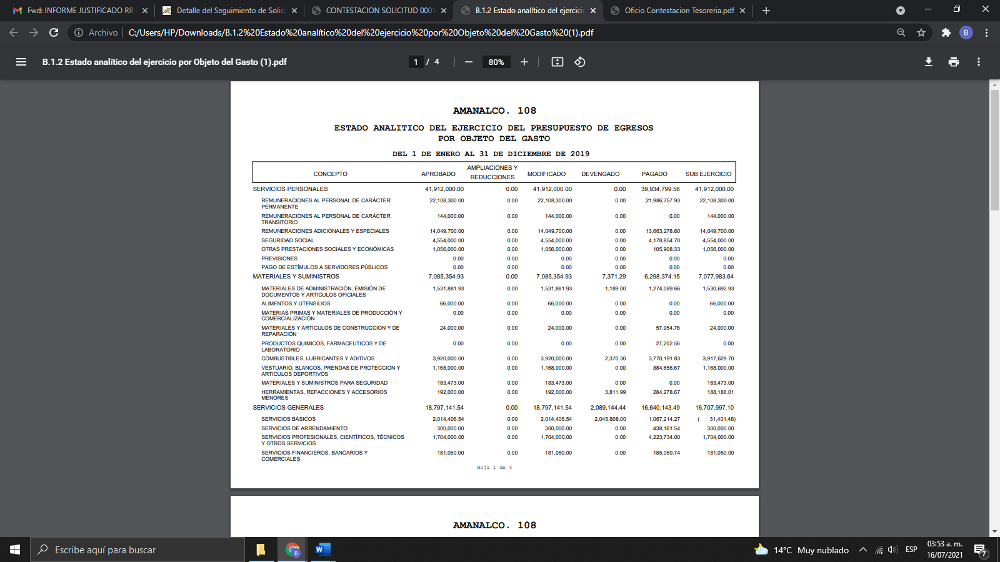 Fwd: INFORME JUSTIFICADO RR
Detalle del Seguimiento de Solic
CONTESTACION SOLICITUD 0001
B.1.2 Estado analítico del ejercici
Oficio Contestacion Tesoreria.pdf
Archivo | C:/Users/HP/Downloads/B.1.2%20Estado%20analítico%20del%20ejercicio%20por%20Objeto%20del%20Gasto%20(1).pdf
B
B.1.2 Estado analítico del ejercicio por Objeto del Gasto (1).pdf
1 / 4
80%
AMANALCO. 108
ESTADO ANALITICO DEL EJERCICIO DEL PRESUPUESTO DE EGRESOS
POR OBJETO DEL GASTO
DEL 1 DE ENERO AL 31 DE DICIEMBRE DE 2019
CONCEPTO APROBADO AMPLIACIONES Y REDUCCIONES MODIFICADO DEVENGADO PAGADO SUB EJERCICIO
SERVICIOS PERSONALES 41,912,000.00 0.00 41,912,000.00 0.00 39,934,799.56 41,912,000.00
REMUNERACIONES AL PERSONAL DE CARÁCTER 22,108,300.00 0.00 22,108,300.00 0.00 21,986,757.93 22,108,300.00
PERMANENTE
REMUNERACIONES AL PERSONAL DE CARÁCTER 144,000.00 0.00 144,000.00 0.00 0.00 144,000.00
TRANSITORIO
REMUNERACIONES ADICIONALES Y ESPECIALES 14,049,700.00 0.00 14,049,700.00 0.00 13,663,278.60 14,049,700.00
SEGURIDAD SOCIAL 4,554,000.00 0.00 4,554,000.00 0.00 4,178,854.70 4,554,000.00
OTRAS PRESTACIONES SOCIALES Y ECONÓMICAS 1,056,000.00 0.00 1,056,000.00 0.00 105,908.33 1,056,000.00
PREVISIONES 0.00 0.00 0.00 0.00 0.00 0.00
PAGO DE ESTÍMULOS A SERVIDORES PÚBLICOS 0.00 0.00 0.00 0.00 0.00 0.00
MATERIALES Y SUMINISTROS 7,085,354.93 0.00 7,085,354.93 7,371.29 6,298,374.15 7,077,983.64
MATERIALES DE ADMINISTRACIÓN, EMISIÓN DE 1,531,881.93 0.00 1,531,881.93 1,189.00 1,274,089.66 1,530,692.93
DOCUMENTOS Y ARTICULOS OFICIALES
ALIMENTOS Y UTENSILIOS 66,000.00 0.00 66,000.00 0.00 0.00 66,000.00
MATERIAS PRIMAS Y MATERIALES DE PRODUCCIÓN Y 0.00 0.00 0.00 0.00 0.00 0.00
COMERCIALIZACIÓN
MATERIALES Y ARTICULOS DE CONSTRUCCION Y DE 24,000.00 0.00 24,000.00 0.00 57,954.76 24,000.00
REPARACIÓN
PRODUCTOS QUIMICOS, FARMACEUTICOS Y DE 0.00 0.00 0.00 0.00 27,202.56 0.00
LABORATORIO
COMBUSTIBLES, LUBRICANTES Y ADITIVOS 3,920,000.00 0.00 3,920,000.00 2,370.30 3,770,191.83 3,917,629.70
VESTUARIO, BLANCOS, PRENDAS DE PROTECCION Y 1,168,000.00 0.00 1,168,000.00 0.00 884,656.67 1,168,000.00
ARTICULOS DEPORTIVOS
MATERIALES Y SUMINISTROS PARA SEGURIDAD 183,473.00 0.00 183,473.00 0.00 0.00 183,473.00
HERRAMIENTAS, REFACCIONES Y ACCESORIOS 192,000.00 0.00 192,000.00 3,811.99 284,278.67 188,188.01
MENORES
SERVICIOS GENERALES 18,797,141.54 0.00 18,797,141.54 2,089,144.44 16,640,143.49 16,707,997.10
SERVICIOS BÁSICOS 2,014,406.54 0.00 2,014,406.54 2,045,808.00 1,067,214.27 ( 31,401.46)
SERVICIOS DE ARRENDAMIENTO 300,000.00 0.00 300,000.00 0.00 438,161.54 300,000.00
SERVICIOS PROFESIONALES, CIENTÍFICOS, TÉCNICOS 1,704,000.00 0.00 1,704,000.00 0.00 4,223,734.00 1,704,000.00
Y OTROS SERVICIOS
SERVICIOS FINANCIEROS, BANCARIOS Y 181,050.00 0.00 181,050.00 0.00 185,059.74 181,050.00
COMERCIALES
Hoja 1 de 4
AMANALCO. 108
Escribe aquí para buscar
B
W
14°C Muy nublado
ESP
03:53 a. m.
16/07/2021
7